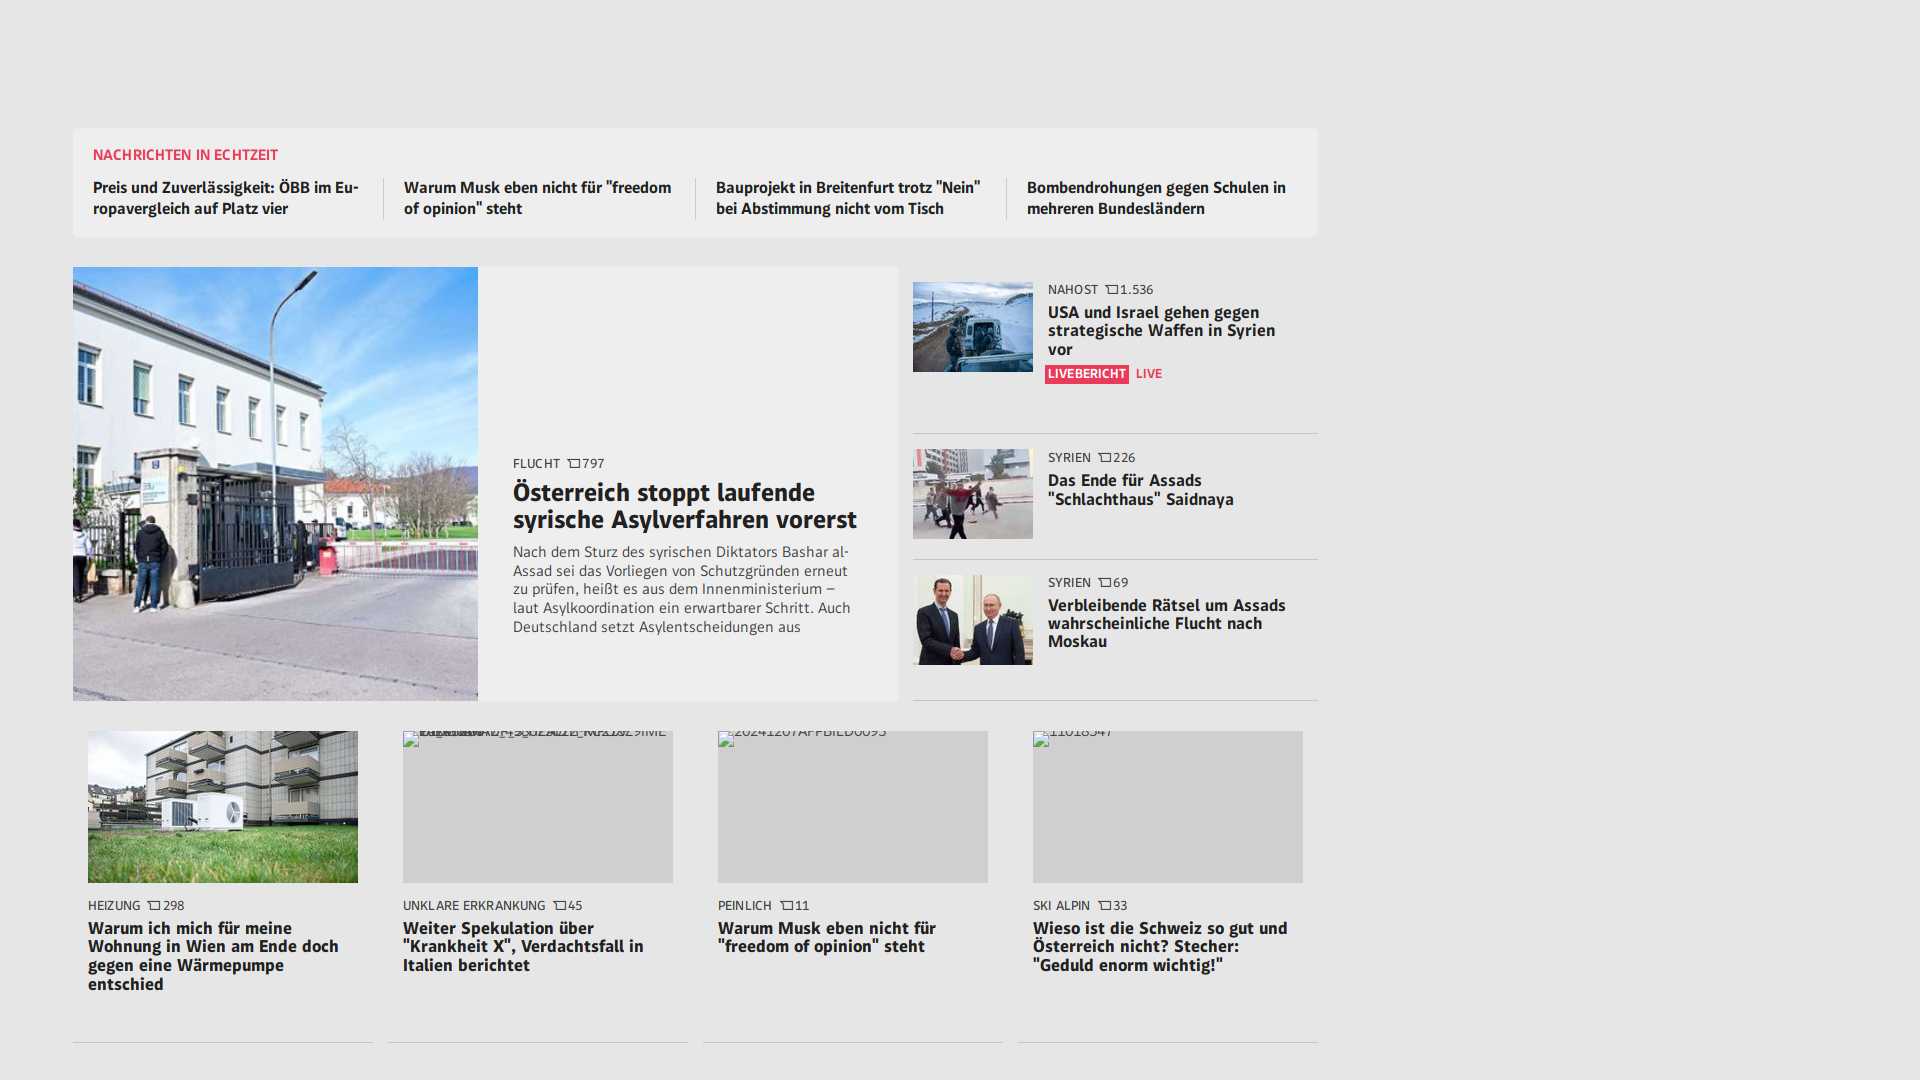 NACHRICHTEN IN ECHTZEIT
Preis und Zuverlässigkeit: ÖBB im Eu-
ropavergleich auf Platz vier
Warum Musk eben nicht für "freedom
of opinion" steht
Bauprojekt in Breitenfurt trotz "Nein"
bei Abstimmung nicht vom Tisch
Bombendrohungen gegen Schulen in
mehreren Bundesländern
FLUCHT 797
Österreich stoppt laufende
syrische Asylverfahren vorerst
Nach dem Sturz des syrischen Diktators Bashar al-
Assad sei das Vorliegen von Schutzgründen erneut
zu prüfen, heißt es aus dem Innenministerium –
laut Asylkoordination ein erwartbarer Schritt. Auch
Deutschland setzt Asylentscheidungen aus
NAHOST 1.536
USA und Israel gehen gegen
strategische Waffen in Syrien
vor
LIVEBERICHT LIVE
SYRIEN 226
Das Ende für Assads
"Schlachthaus" Saidnaya
SYRIEN 69
Verbleibende Rätsel um Assads
wahrscheinliche Flucht nach
Moskau
HEIZUNG 298
Warum ich mich für meine
Wohnung in Wien am Ende doch
gegen eine Wärmepumpe
entschied
UNKLARE ERKRANKUNG 45
Weiter Spekulation über
"Krankheit X", Verdachtsfall in
Italien berichtet
PEINLICH 11
Warum Musk eben nicht für
"freedom of opinion" steht
SKI ALPIN 33
Wieso ist die Schweiz so gut und
Österreich nicht? Stecher:
"Geduld enorm wichtig!"